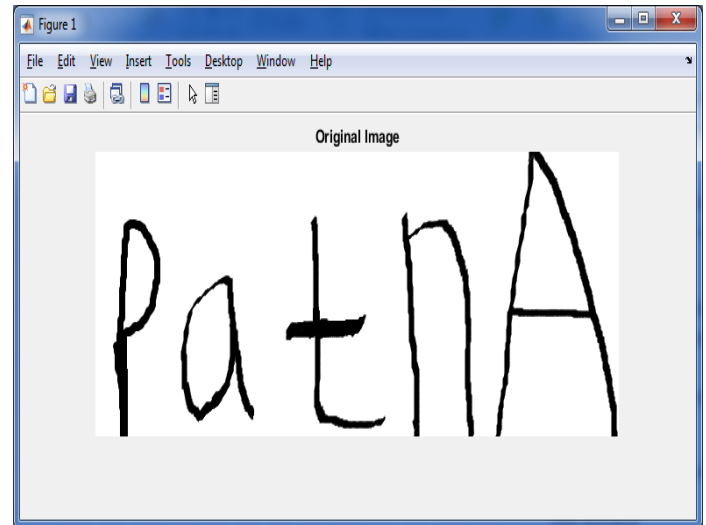 Figure 1
File Edit View Insert Tools Desktop Window Help
Original Image
PatnA